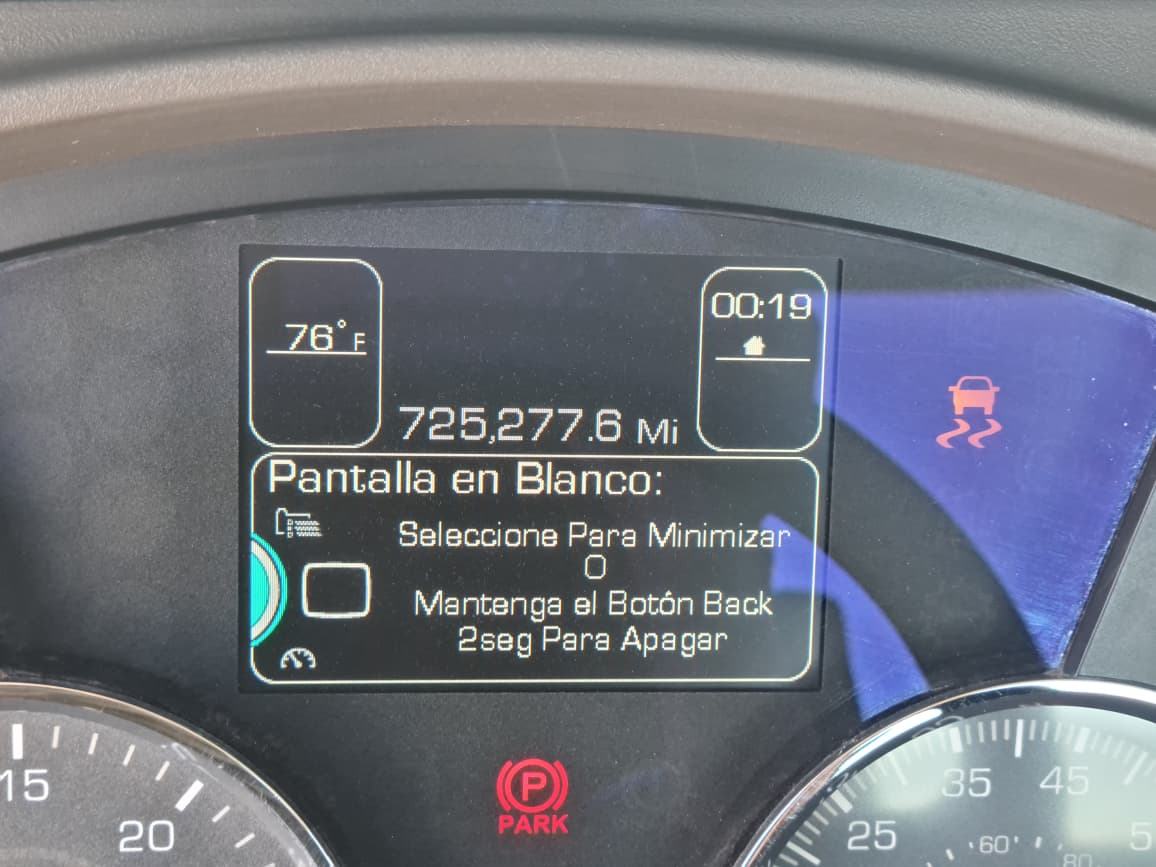 76°F
00:19
725,277.6 Mi
Pantalla en Blanco:
Seleccione Para Minimizar
O
Mantenga el Botón Back
2seg Para Apagar
P
PARK
15
20
25
35
45
60
80